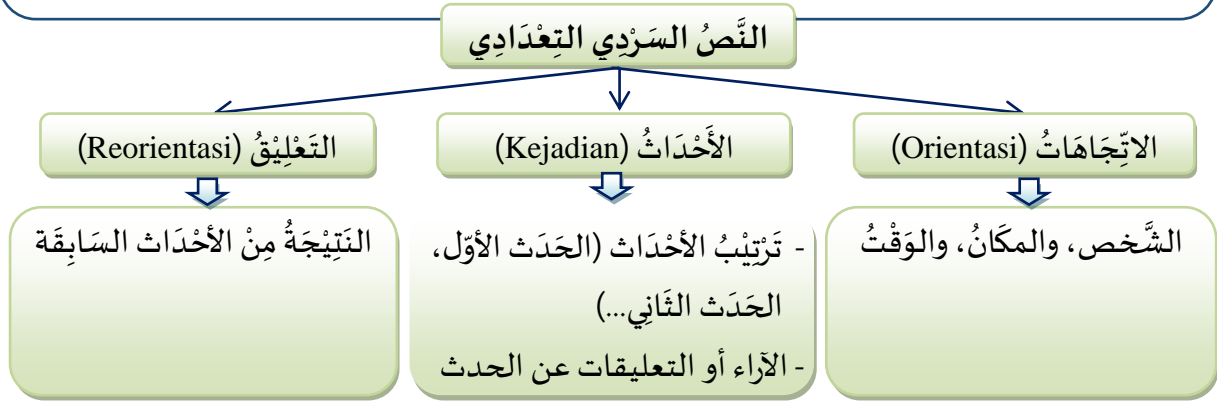 النَّصُ السَرْدِي التِعْدَادِي
الاتِّجَاهَاتُ (Orientasi)
الأَحْدَاثُ (Kejadian)
التَعْلِيْقُ (Reorientasi)
الشَّخص، والمكَانُ، والوَقْتُ
- تَرْتِيْبُ الأحْدَاث (الحَدَث الأوّل،
الحَدَث الثَانِي...)
- الآراء أو التعليقات عن الحدث
النَتِيْجَةُ مِنْ الأحْدَاث السَابِقَة